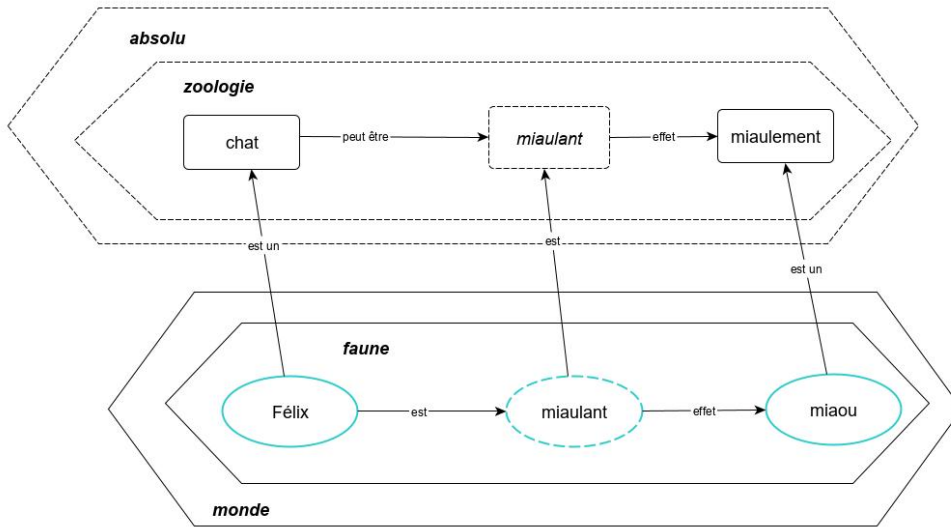 absolu
zoologie
chat
peut être
miaulant
effet
miaulement
est un
est
est un
faune
Félix
est
miaulant
effet
miaou
monde